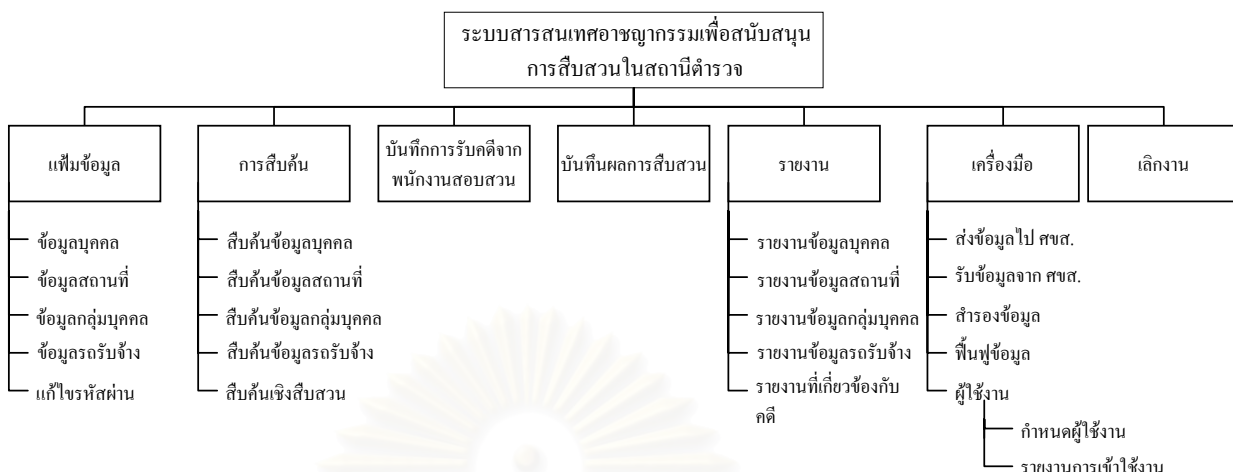 ระบบสารสนเทศอาชญากรรมเพื่อสนับสนุน
การสืบสวนในสถานีตำรวจ
แฟ้มข้อมูล
ข้อมูลบุคคล
ข้อมูลสถานที่
ข้อมูลกลุ่มบุคคล
ข้อมูลรถรับจ้าง
แก้ไขรหัสผ่าน
การสืบค้น
สืบค้นข้อมูลบุคคล
สืบค้นข้อมูลสถานที่
สืบค้นข้อมูลกลุ่มบุคคล
สืบค้นข้อมูลรถรับจ้าง
สืบค้นเชิงสืบสวน
บันทึกการรับคดีจาก
พนักงานสอบสวน
บันทึนผลการสืบสวน
รายงาน
รายงานข้อมูลบุคคล
รายงานข้อมูลสถานที่
รายงานข้อมูลกลุ่มบุคคล
รายงานข้อมูลรถรับจ้าง
รายงานที่เกี่ยวข้องกับ
คดี
เครื่องมือ
ส่งข้อมูลไป ศขส.
รับข้อมูลจาก ศขส.
สำรองข้อมูล
ฟื้นฟูข้อมูล
ผู้ใช้งาน
กำหนดผู้ใช้งาน
รายงานการเข้าใช้งาน
เลิกงาน